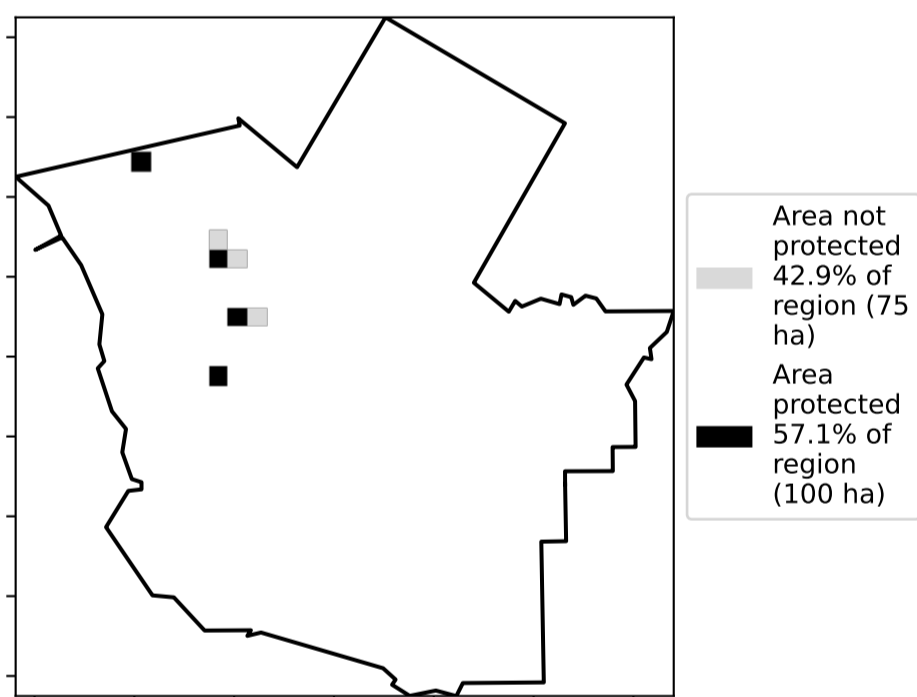 Area not
protected
42.9% of
region (75
ha)
Area
protected
57.1% of
region
(100 ha)